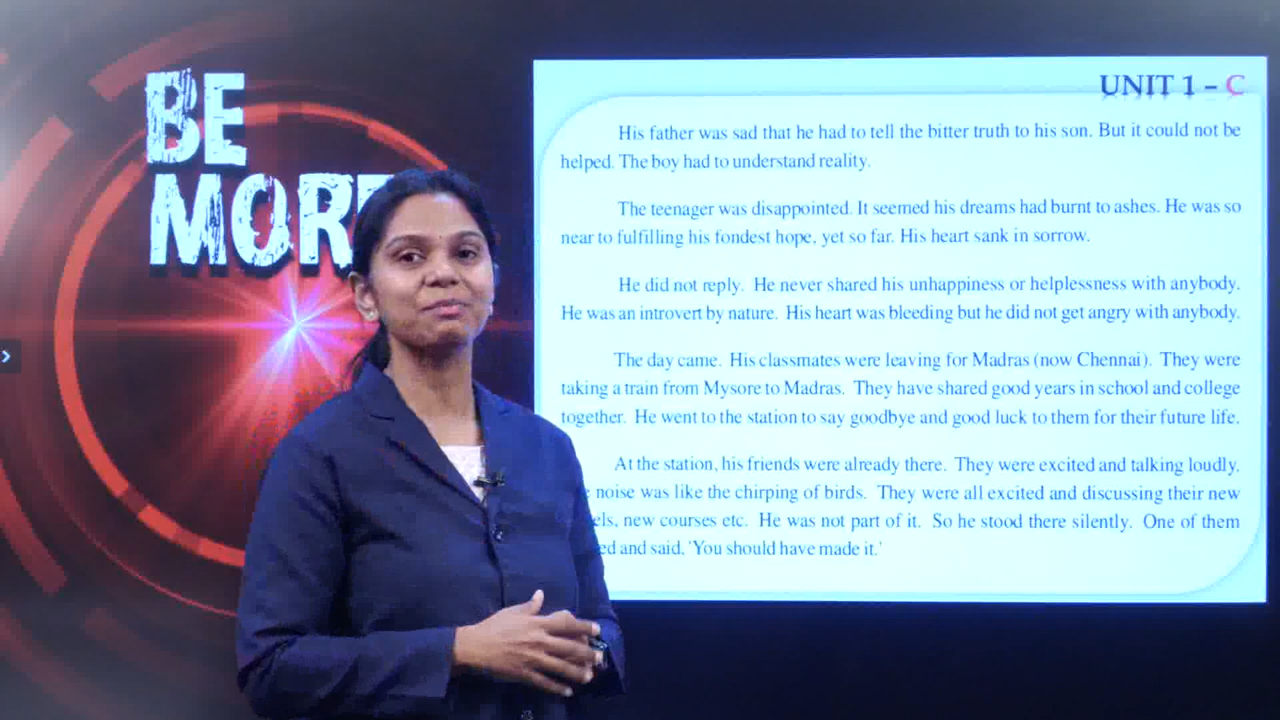 BE
MORE
UNIT 1 – C
His father was sad that he had to tell the bitter truth to his son. But it could not be
helped. The boy had to understand reality.
The teenager was disappointed. It seemed his dreams had burnt to ashes. He was so
near to fulfilling his fondest hope, yet so far. His heart sank in sorrow.
He did not reply. He never shared his unhappiness or helplessness with anybody.
He was an introvert by nature. His heart was bleeding but he did not get angry with anybody.
The day came. His classmates were leaving for Madras (now Chennai). They were
taking a train from Mysore to Madras. They have shared good years in school and college
together. He went to the station to say goodbye and good luck to them for their future life.
At the station, his friends were already there. They were excited and talking loudly.
noise was like the chirping of birds. They were all excited and discussing their new
new courses etc. He was not part of it. So he stood there silently. One of them
and said, 'You should have made it.'